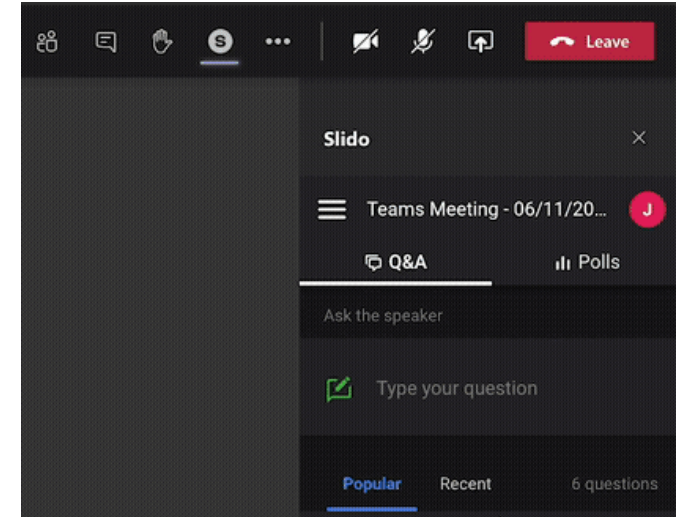 S
Leave
Slido
Teams Meeting - 06/11/20...
J
Q&A
Polls
Ask the speaker
Type your question
Popular Recent 6 questions